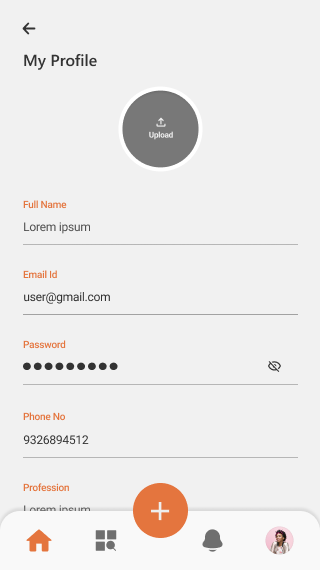 My Profile
Upload
Full Name
Lorem ipsum
Email Id
user@gmail.com
Password
Phone No
9326894512
Profession
Lorem ipsum